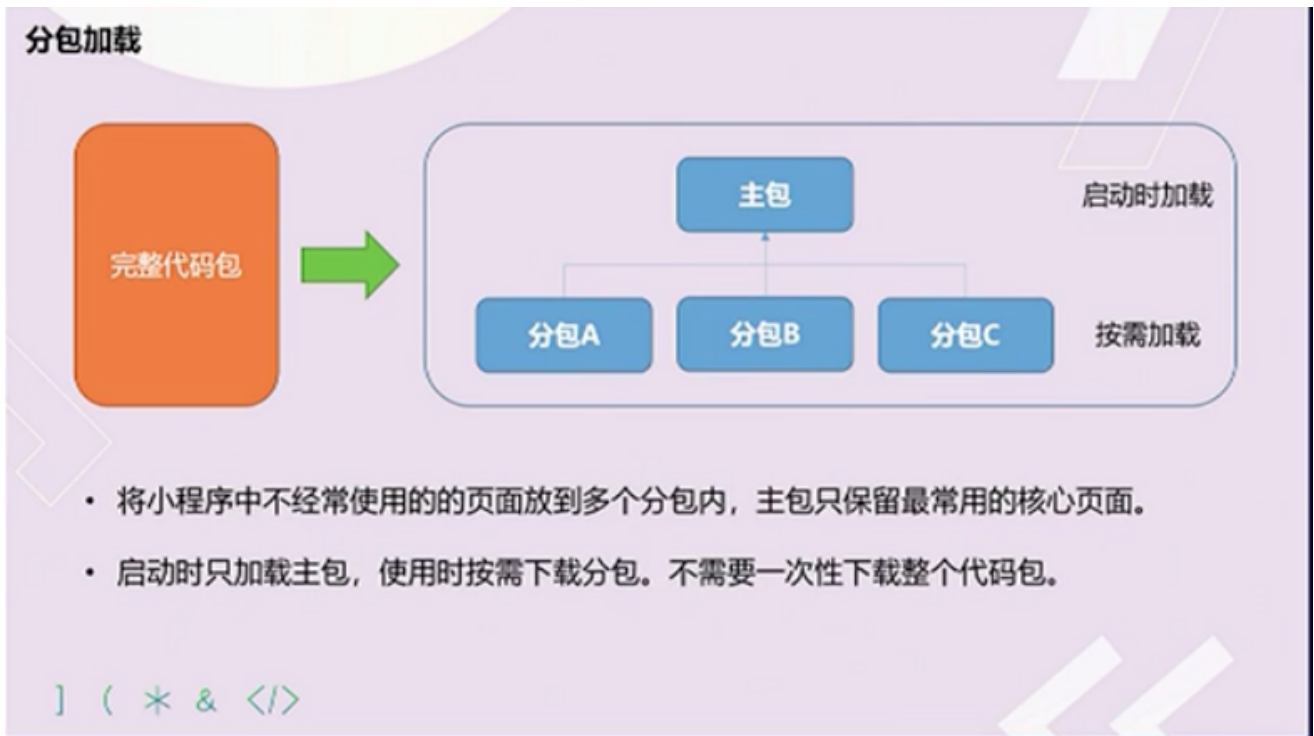 分包加载
完整代码包
主包
启动时加载
分包A
分包B
分包C
按需加载
• 将小程序中不经常使用的的页面放到多个分包内，主包只保留最常用的核心页面。
• 启动时只加载主包，使用时按需下载分包。不需要一次性下载整个代码包。
] ( * & </>